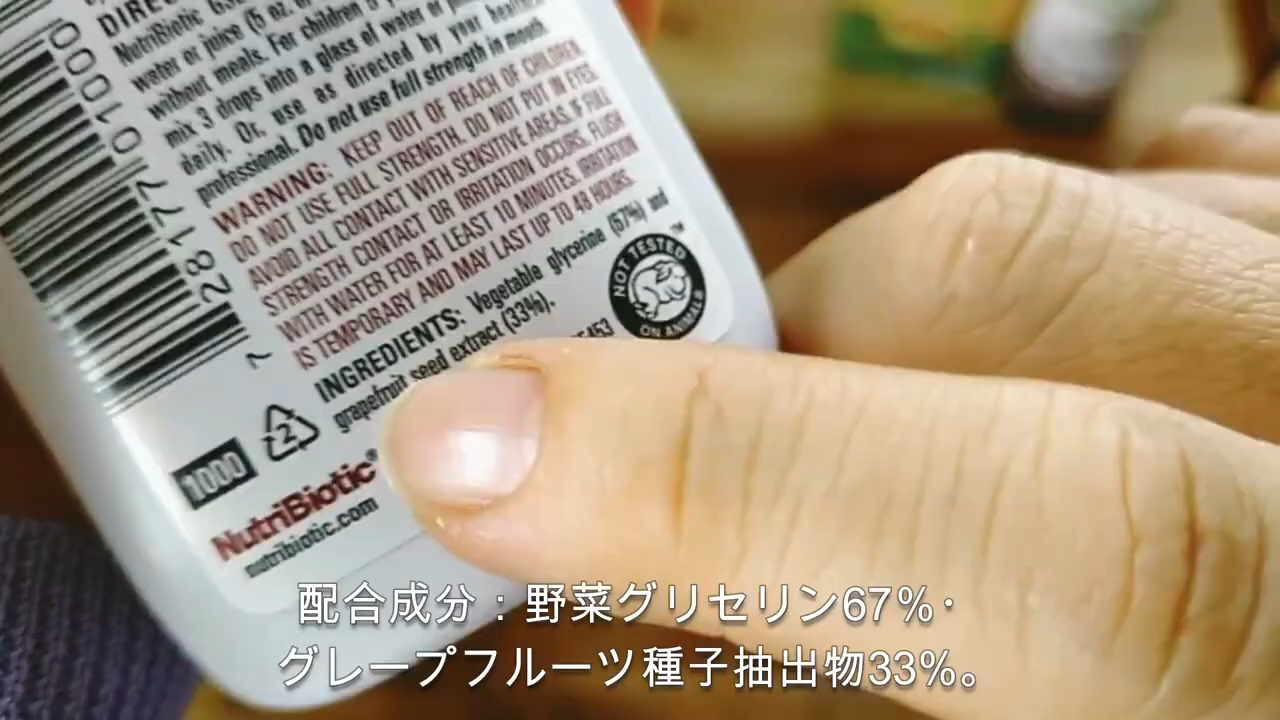 DIREC
NutriBiotic GSE
water or juice (6 oz. or
without meals. For children
mix 3 drops into a glass of water or
daily. Or, use as directed by your
professional. Do not use full strength in mouth.
WARNING: KEEP OUT OF REACH OF CHILDREN.
DO NOT USE FULL STRENGTH. DO NOT PUT IN EYES.
AVOID ALL CONTACT WITH SENSITIVE AREAS. IF FULL
STRENGTH CONTACT OR IRRITATION OCCURS, FLUSH
WITH WATER FOR AT LEAST 10 MINUTES. IRRITATION
IS TEMPORARY AND MAY LAST UP TO 48 HOURS.
INGREDIENTS: Vegetable glycerine (67%) and
grapefruit seed extract (33%).
5453
NOT TESTED
ON ANIMALS
TM
7 28177 01000
2
1000
NutriBiotic®
nutribiotic.com
配合成分：野菜グリセリン67%·
グレープフルーツ種子抽出物33%。